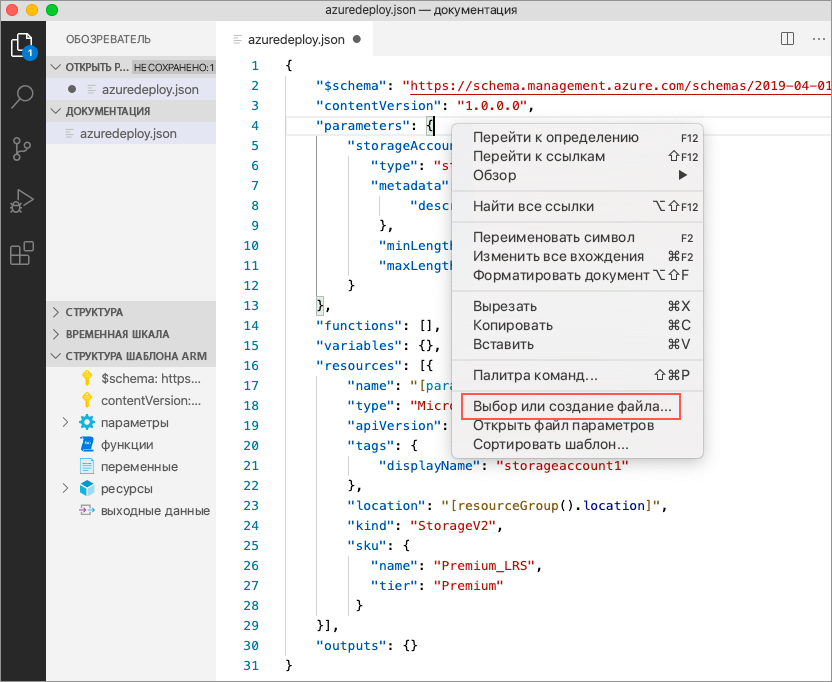 azuredeploy.json — документация
1
ОБОЗРЕВАТЕЛЬ
ОТКРЫТЬ Р... НЕ СОХРАНЕНО:1
azuredeploy.json
ДОКУМЕНТАЦИЯ
azuredeploy.json
СТРУКТУРА
ВРЕМЕННАЯ ШКАЛА
СТРУКТУРА ШАБЛОНА ARM
$schema: https...
contentVersion:...
параметры
функции
переменные
ресурсы
выходные данные
azuredeploy.json
1 {
2 "$schema": "https://schema.management.azure.com/schemas/2019-04-01
3 "contentVersion": "1.0.0.0",
4 "parameters": {
5 "storageAccoun
6 "type": "s
7 "metadata"
8 "desc
9 },
10 "minLength
11 "maxLength
12 }
13 },
14 "functions": [],
15 "variables": {},
16 "resources": [{
17 "name": "[para
18 "type": "Micro
19 "apiVersion":
20 "tags": {
21 "displayName": "storageaccount1"
22 },
23 "location": "[resourceGroup().location]",
24 "kind": "StorageV2",
25 "sku": {
26 "name": "Premium_LRS",
27 "tier": "Premium"
28 }
29 }],
30 "outputs": {}
31 }
Перейти к определению F12
Перейти к ссылкам ⇧F12
Обзор ▶
Найти все ссылки ⌥⇧F12
Переименовать символ F2
Изменить все вхождения ⌘F2
Форматировать документ ⌥⇧F
Вырезать ⌘X
Копировать ⌘C
Вставить ⌘V
Палитра команд... ⇧⌘P
Выбор или создание файла...
Открыть файл параметров
Сортировать шаблон...